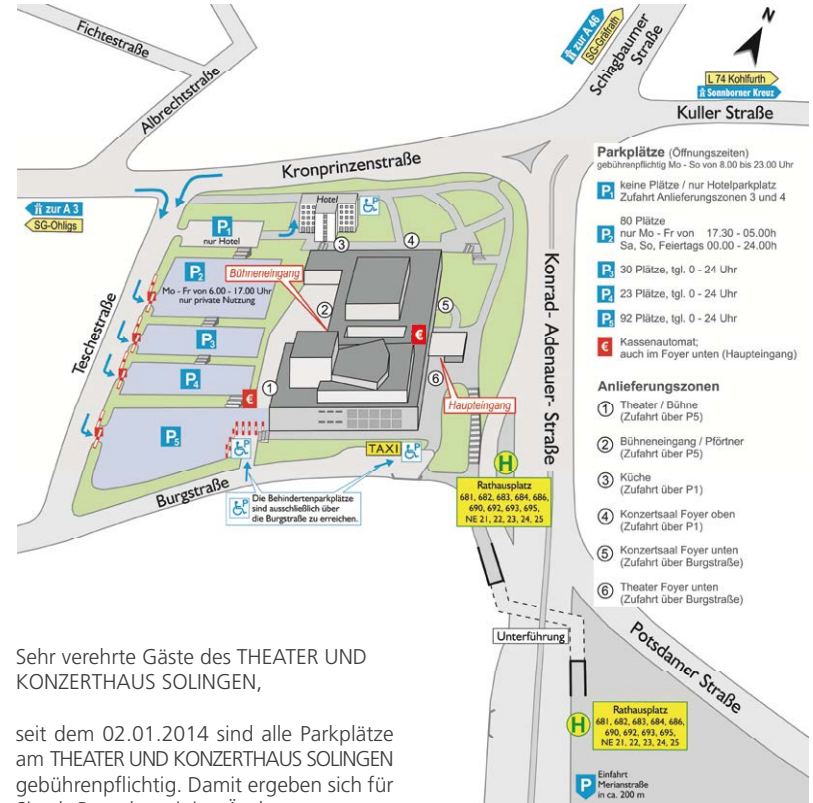 Fichtestraße
Albrechtstraße
zur A 46
SG-Gräfrath
Schlagbaumer
Straße
N
L 74 Kohlfurth
Sonnborner Kreuz
Kuller Straße
Kronprinzenstraße
zur A 3
SG-Ohligs
Teschestraße
Hotel
P1
nur Hotel
P2
Mo - Fr von 6.00 - 17.00 Uhr
nur private Nutzung
P3
P4
P5
Bühneneingang
Haupteingang
1
2
3
4
5
6
€
€
P
P
P
TAXI
Burgstraße
Die Behindertenparkplätze
sind ausschließlich über
die Burgstraße zu erreichen.
P
Konrad- Adenauer- Straße
H
Rathausplatz
681, 682, 683, 684, 686,
690, 692, 693, 695,
NE 21, 22, 23, 24, 25
Unterführung
Potsdamer Straße
H
Rathausplatz
681, 682, 683, 684, 686,
690, 692, 693, 695,
NE 21, 22, 23, 24, 25
P
Einfahrt
Merianstraße
in ca. 200 m
Parkplätze (Öffnungszeiten)
gebührenpflichtig Mo - So von 8.00 bis 23.00 Uhr
P1 keine Plätze / nur Hotelparkplatz
Zufahrt Anlieferungszonen 3 und 4
P2 80 Plätze
nur Mo - Fr von 17.30 - 05.00h
Sa, So, Feiertags 00.00 - 24.00h
P3 30 Plätze, tgl. 0 - 24 Uhr
P4 23 Plätze, tgl. 0 - 24 Uhr
P5 92 Plätze, tgl. 0 - 24 Uhr
€ Kassenautomat;
auch im Foyer unten (Haupteingang)
Anlieferungszonen
1 Theater / Bühne
(Zufahrt über P5)
2 Bühneneingang / Pförtner
(Zufahrt über P5)
3 Küche
(Zufahrt über P1)
4 Konzertsaal Foyer oben
(Zufahrt über P1)
5 Konzertsaal Foyer unten
(Zufahrt über Burgstraße)
6 Theater Foyer unten
(Zufahrt über Burgstraße)
Sehr verehrte Gäste des THEATER UND
KONZERTHAUS SOLINGEN,
seit dem 02.01.2014 sind alle Parkplätze
am THEATER UND KONZERTHAUS SOLINGEN
gebührenpflichtig. Damit ergeben sich für